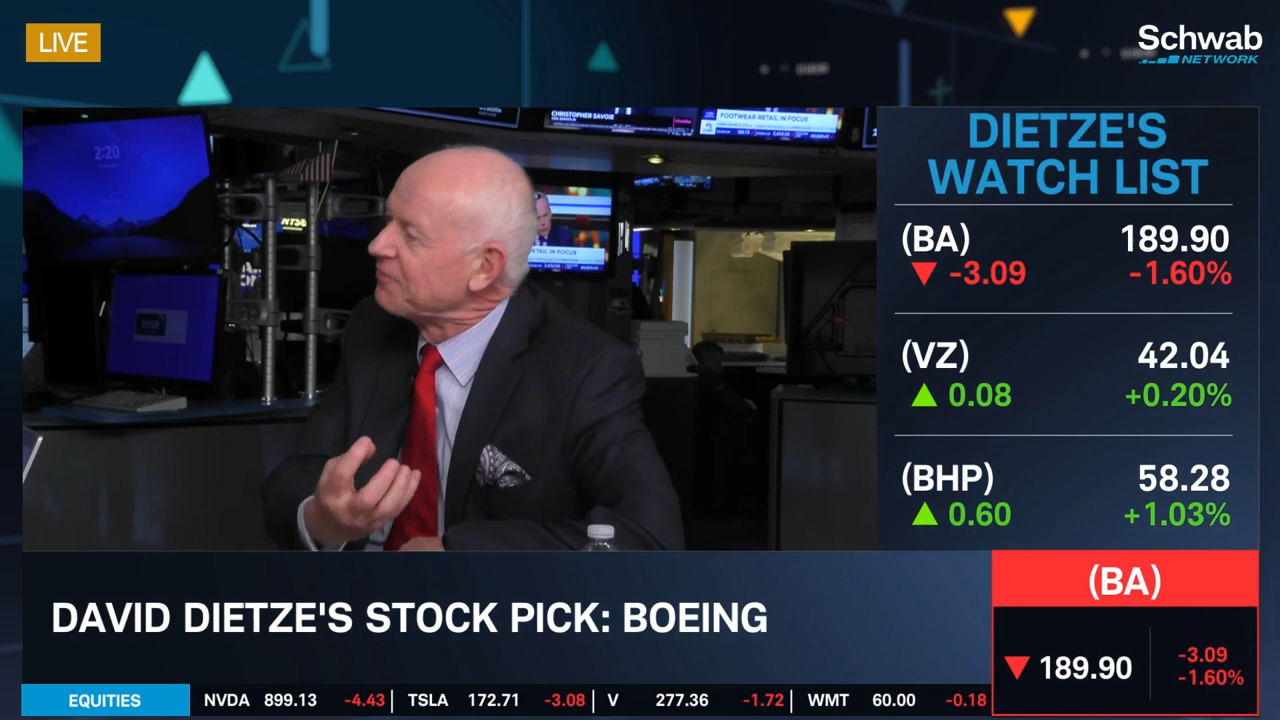 LIVE
Schwab
NETWORK
2:20
CHRISTOPHER SAVOIE
FOOTWEAR RETAIL IN FOCUS
NYSE
RETAIL IN FOCUS
DIETZE'S
WATCH LIST
(BA) 189.90
▼ -3.09 -1.60%
(VZ) 42.04
▲ 0.08 +0.20%
(BHP) 58.28
▲ 0.60 +1.03%
DAVID DIETZE'S STOCK PICK: BOEING
(BA)
▼ 189.90 -3.09
-1.60%
EQUITIES NVDA 899.13 -4.43 TSLA 172.71 -3.08 V 277.36 -1.72 WMT 60.00 -0.18